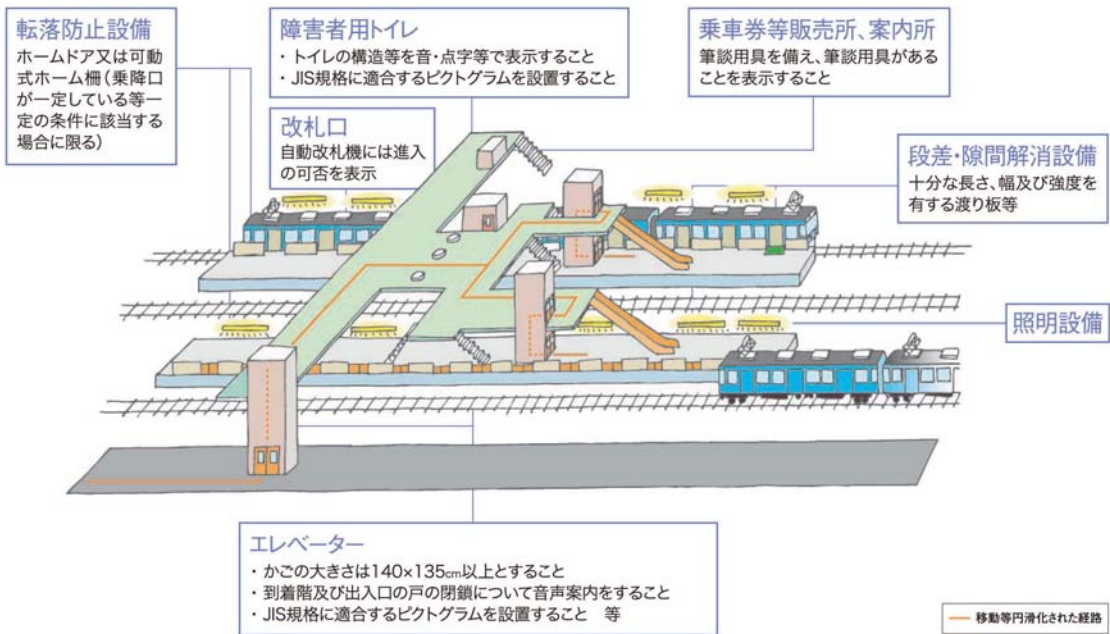 転落防止設備
ホームドア又は可動
式ホーム柵(乗降口
が一定している等一
定の条件に該当する
場合に限る)
障害者用トイレ
・ トイレの構造等を音・点字等で表示すること
・ JIS規格に適合するピクトグラムを設置すること
乗車券等販売所、案内所
筆談用具を備え、筆談用具がある
ことを表示すること
改札口
自動改札機には進入
の可否を表示
段差・隙間解消設備
十分な長さ、幅及び強度を
有する渡り板等
照明設備
エレベーター
・ かごの大きさは140×135cm以上とすること
・ 到着階及び出入口の戸の閉鎖について音声案内をすること
・ JIS規格に適合するピクトグラムを設置すること 等
移動等円滑化された経路